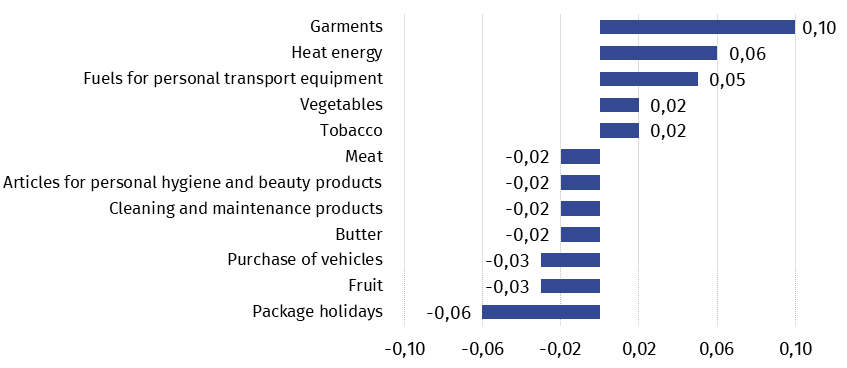 Garments 0,10
Heat energy 0,06
Fuels for personal transport equipment 0,05
Vegetables 0,02
Tobacco 0,02
Meat -0,02
Articles for personal hygiene and beauty products -0,02
Cleaning and maintenance products -0,02
Butter -0,02
Purchase of vehicles -0,03
Fruit -0,03
Package holidays -0,06
-0,10 -0,06 -0,02 0,02 0,06 0,10